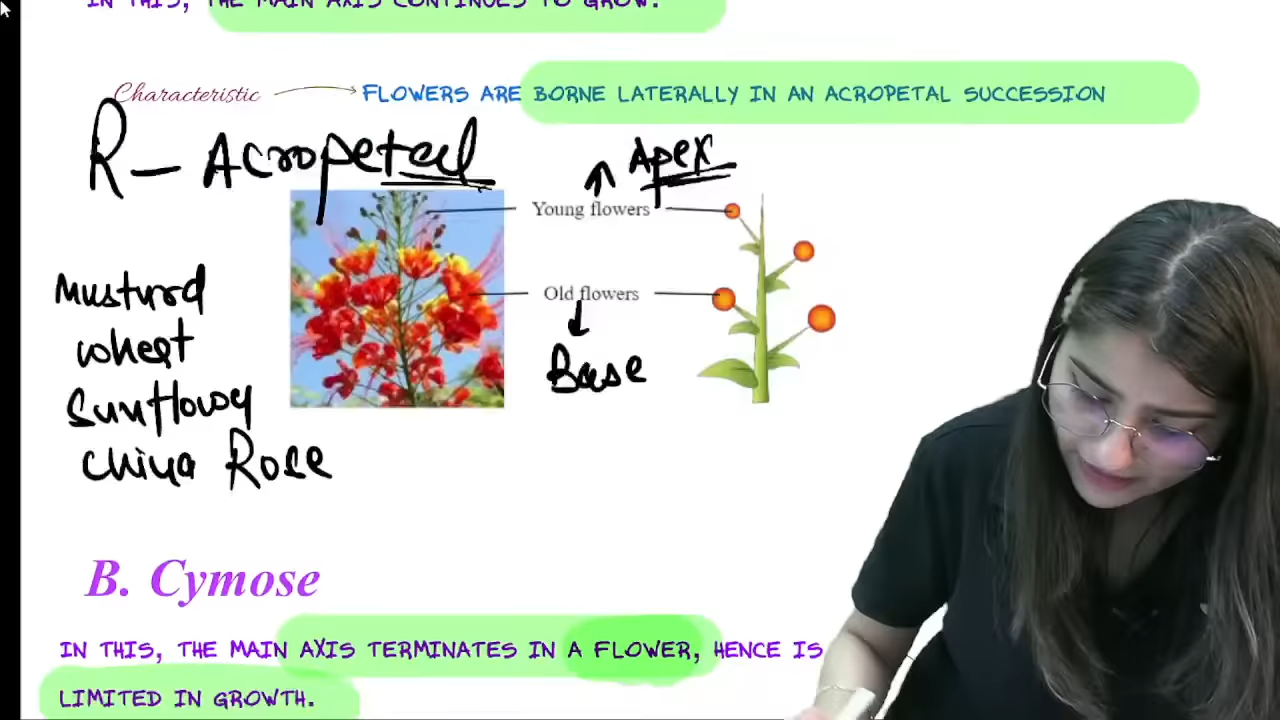 IN THIS, THE MAIN AXIS CONTINUES TO GROW.
Characteristic → FLOWERS ARE BORNE LATERALLY IN AN ACROPETAL SUCCESSION
R – Acropetal
Apex
Young flowers
Old flowers
Base
Mustard
wheat
Sunflower
China Rose
B. Cymose
IN THIS, THE MAIN AXIS TERMINATES IN A FLOWER, HENCE IS
LIMITED IN GROWTH.